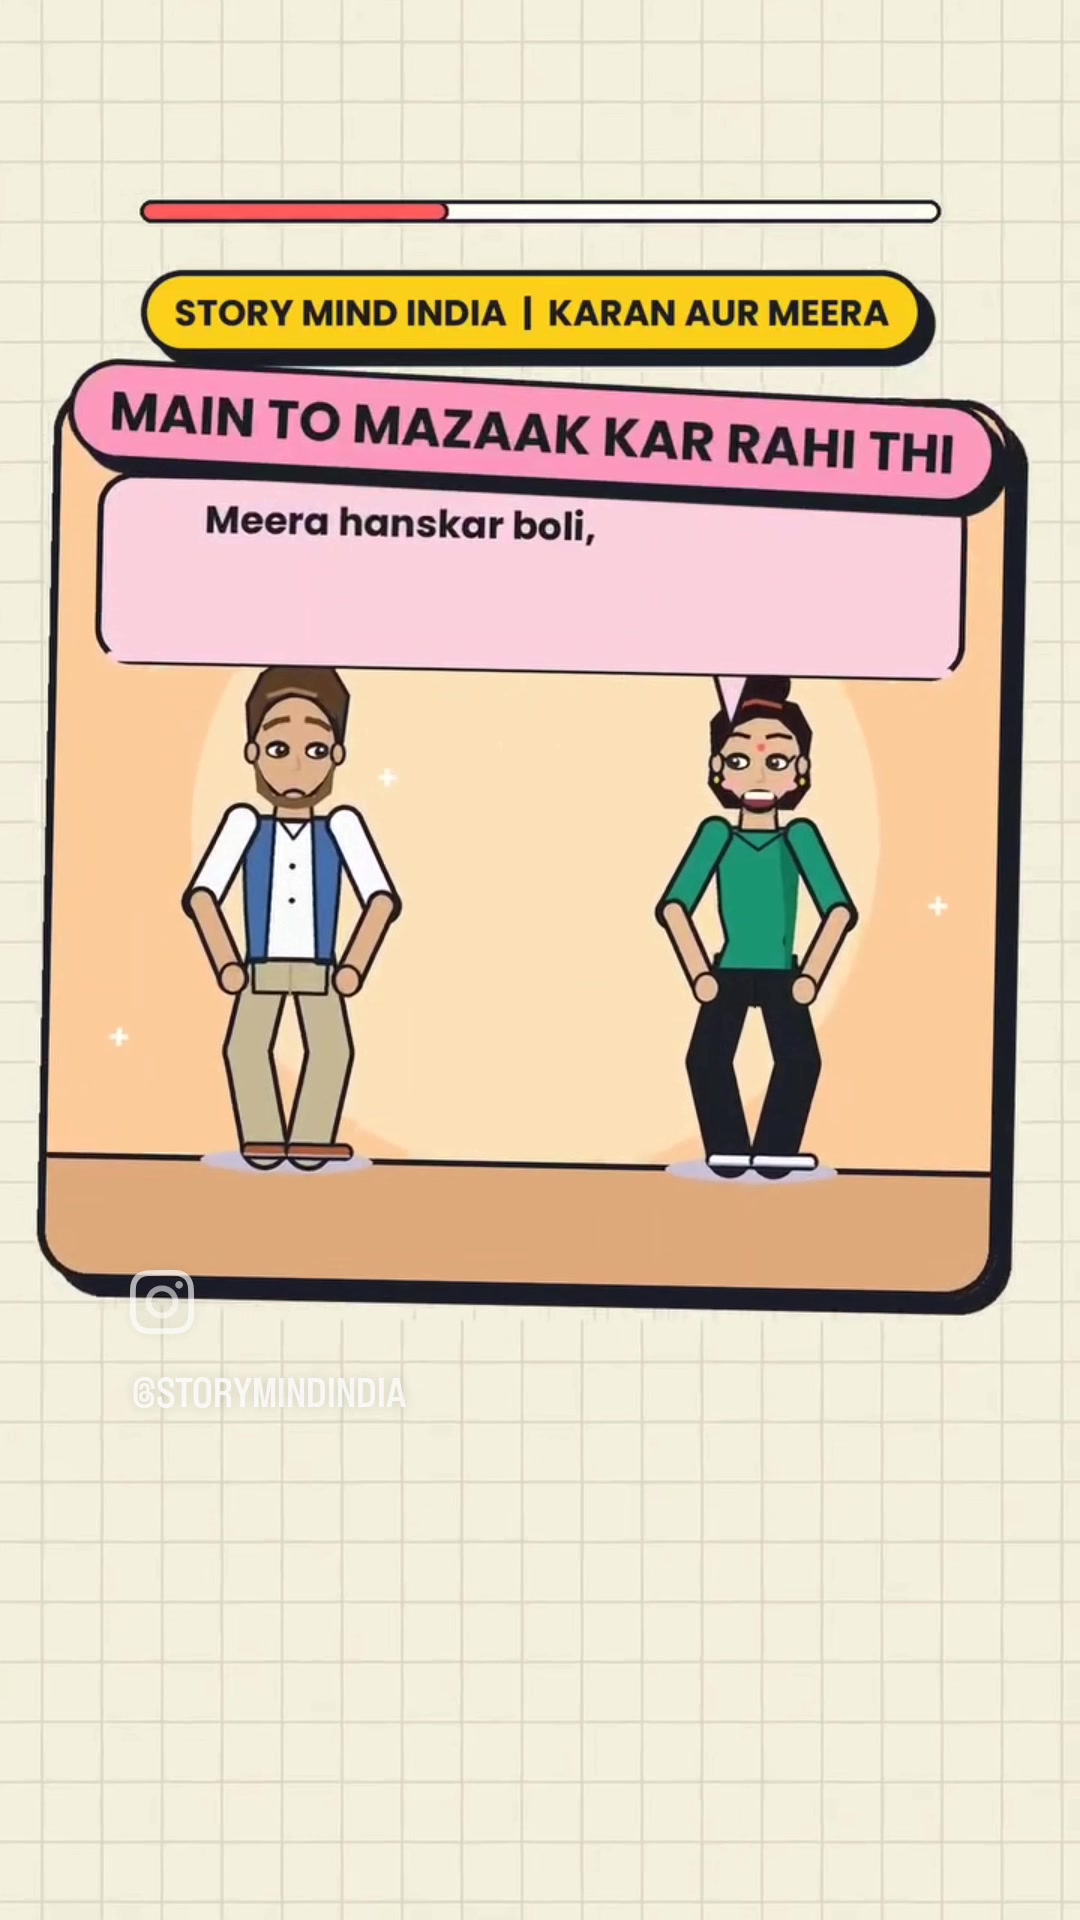 STORY MIND INDIA | KARAN AUR MEERA
MAIN TO MAZAAK KAR RAHI THI
Meera hanskar boli,
@STORYMINDINDIA